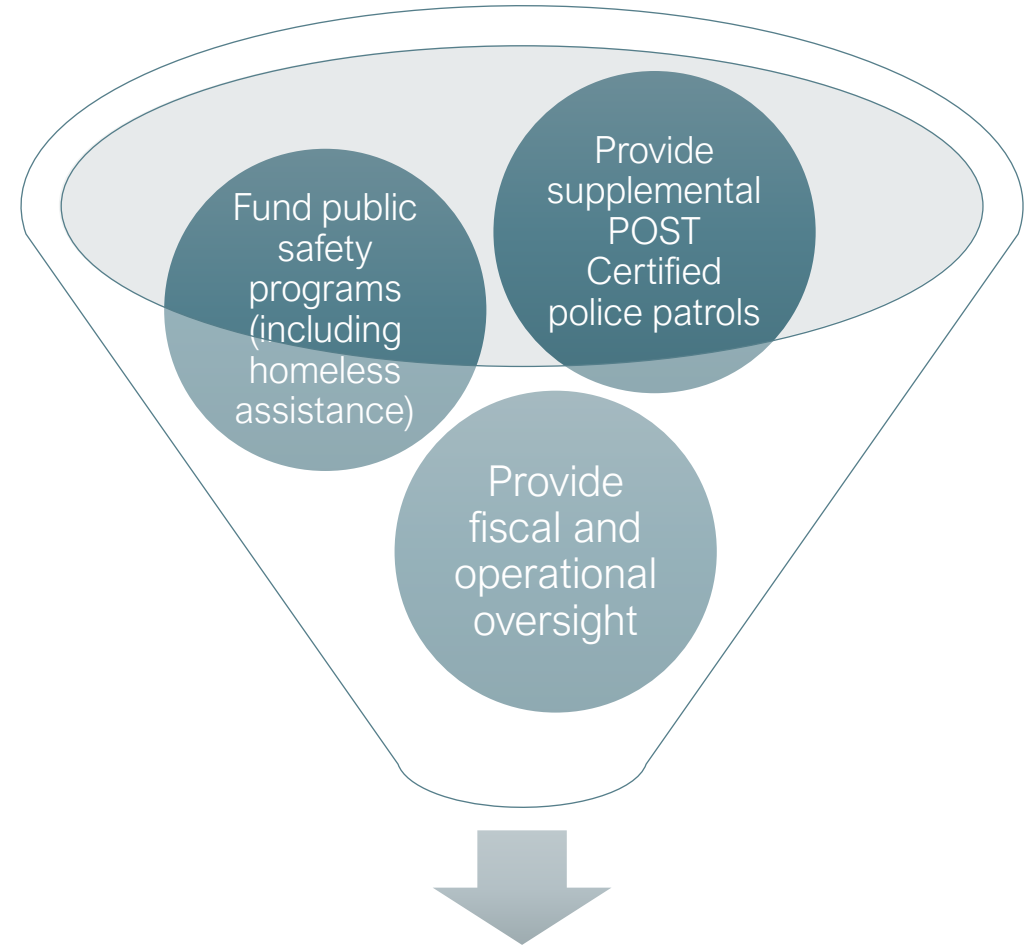 Fund public
safety
programs
(including
homeless
assistance)
Provide
supplemental
POST
Certified
police patrols
Provide
fiscal and
operational
oversight